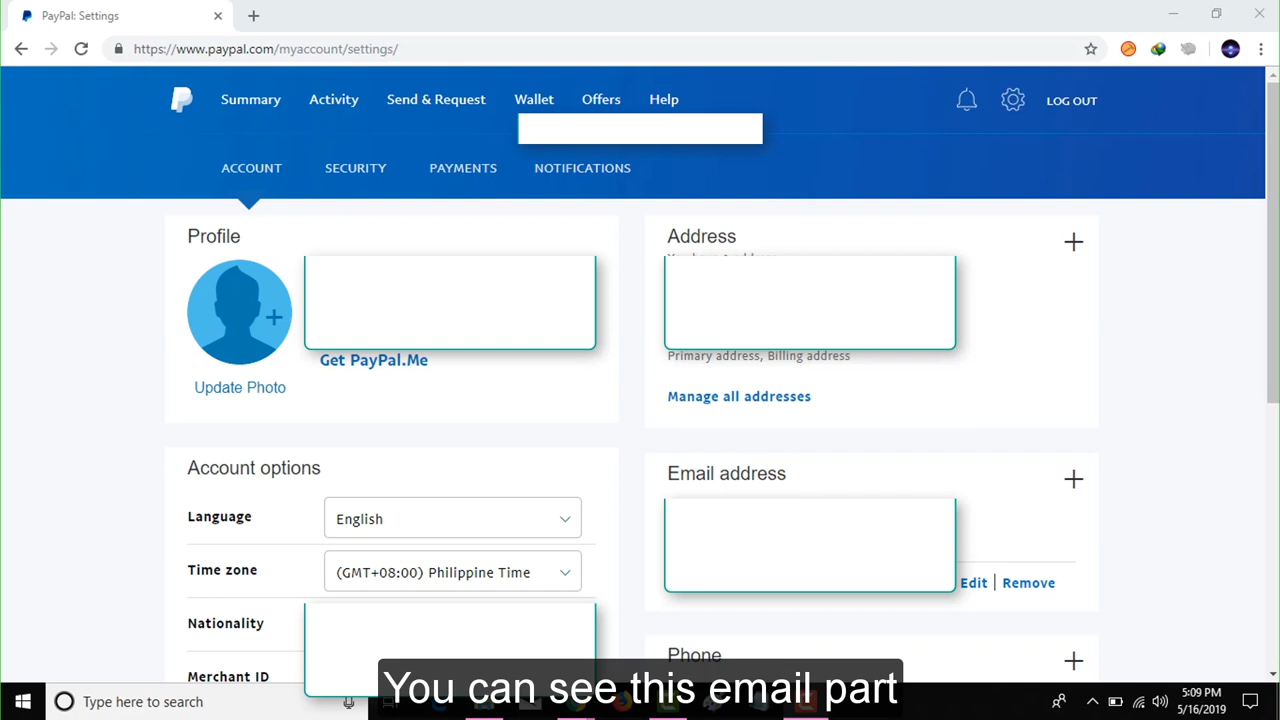 PayPal: Settings
https://www.paypal.com/myaccount/settings/
Summary Activity Send & Request Wallet Offers Help LOG OUT
ACCOUNT SECURITY PAYMENTS NOTIFICATIONS
Profile
Get PayPal.Me
Update Photo
Address
Primary address, Billing address
Manage all addresses
Account options
Language English
Time zone (GMT+08:00) Philippine Time
Nationality
Merchant ID
Email address
Edit | Remove
Phone
You can see this email part
Type here to search
5:09 PM
5/16/2019